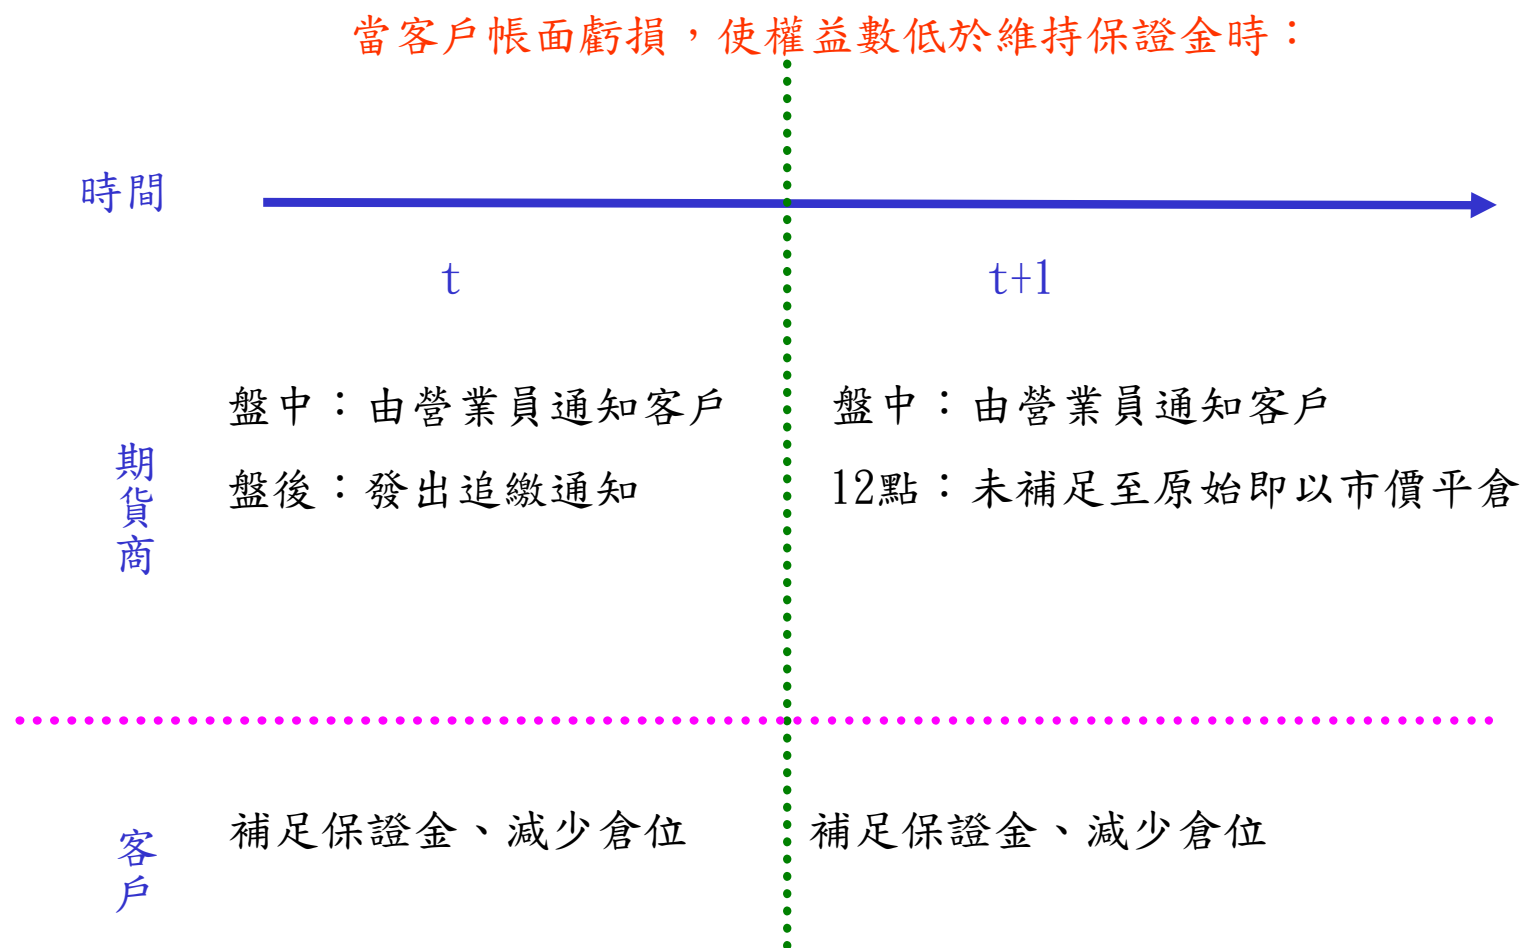 當客戶帳面虧損，使權益數低於維持保證金時：
時間
t
t+1
期貨商
盤中：由營業員通知客戶
盤後：發出追繳通知
盤中：由營業員通知客戶
12點：未補足至原始即以市價平倉
客戶
補足保證金、減少倉位
補足保證金、減少倉位